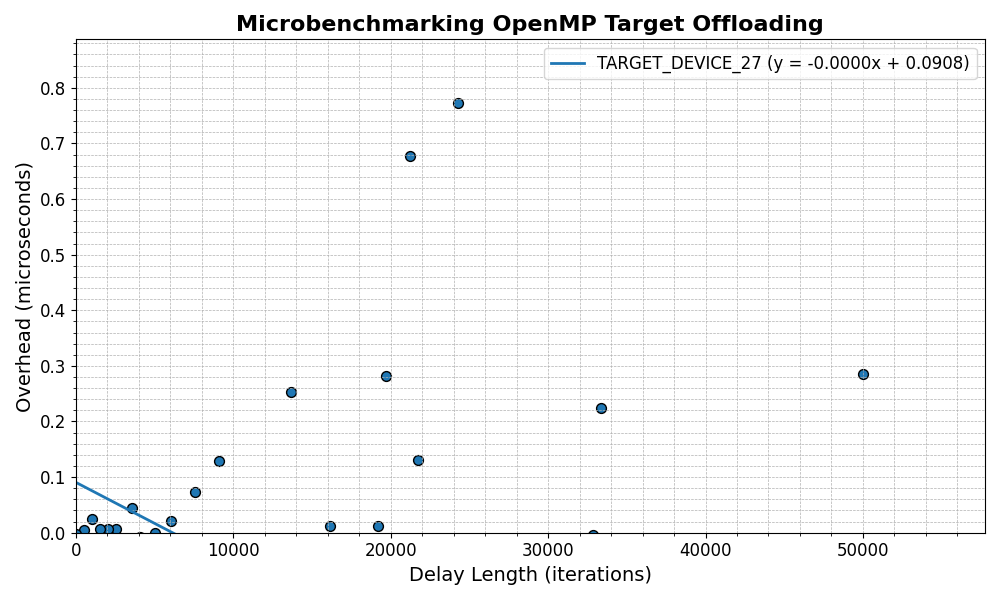 Microbenchmarking OpenMP Target Offloading
TARGET_DEVICE_27 (y = -0.0000x + 0.0908)
Overhead (microseconds)
0.8
0.7
0.6
0.5
0.4
0.3
0.2
0.1
0.0
0 10000 20000 30000 40000 50000
Delay Length (iterations)